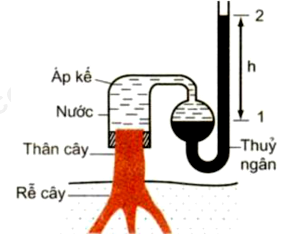 2
Áp kế
h
Nước
1
Thân cây
Thuỷ
ngân
Rễ cây